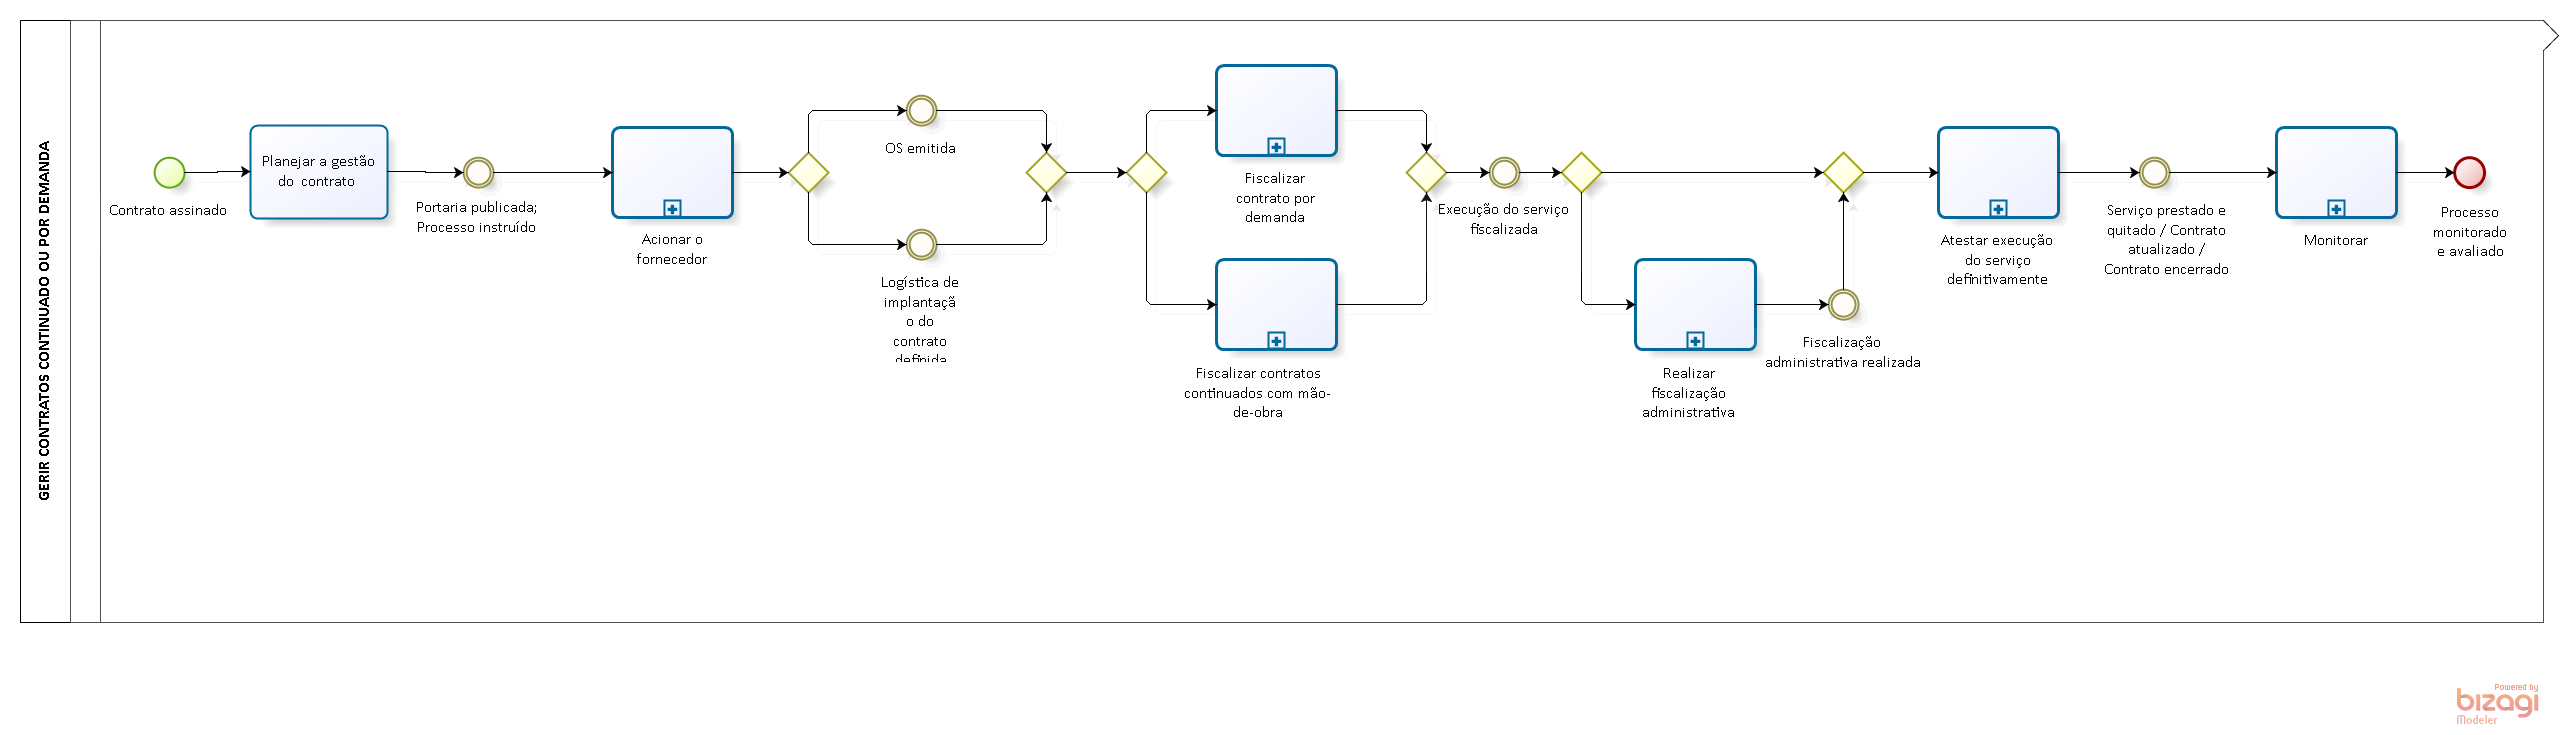 GERIR CONTRATOS CONTINUADO OU POR DEMANDA
Contrato assinado
Planejar a gestão
do contrato
Portaria publicada;
Processo instruído
Acionar o
fornecedor
OS emitida
Logística de
implantaçã
o do
contrato
definida
Fiscalizar
contrato por
demanda
Fiscalizar contratos
continuados com mão-
de-obra
Execução do serviço
fiscalizada
Realizar
fiscalização
administrativa
Fiscalização
administrativa realizada
Atestar execução
do serviço
definitivamente
Serviço prestado e
quitado / Contrato
atualizado /
Contrato encerrado
Monitorar
Processo
monitorado
e avaliado
Powered by
bizagi
Modeler